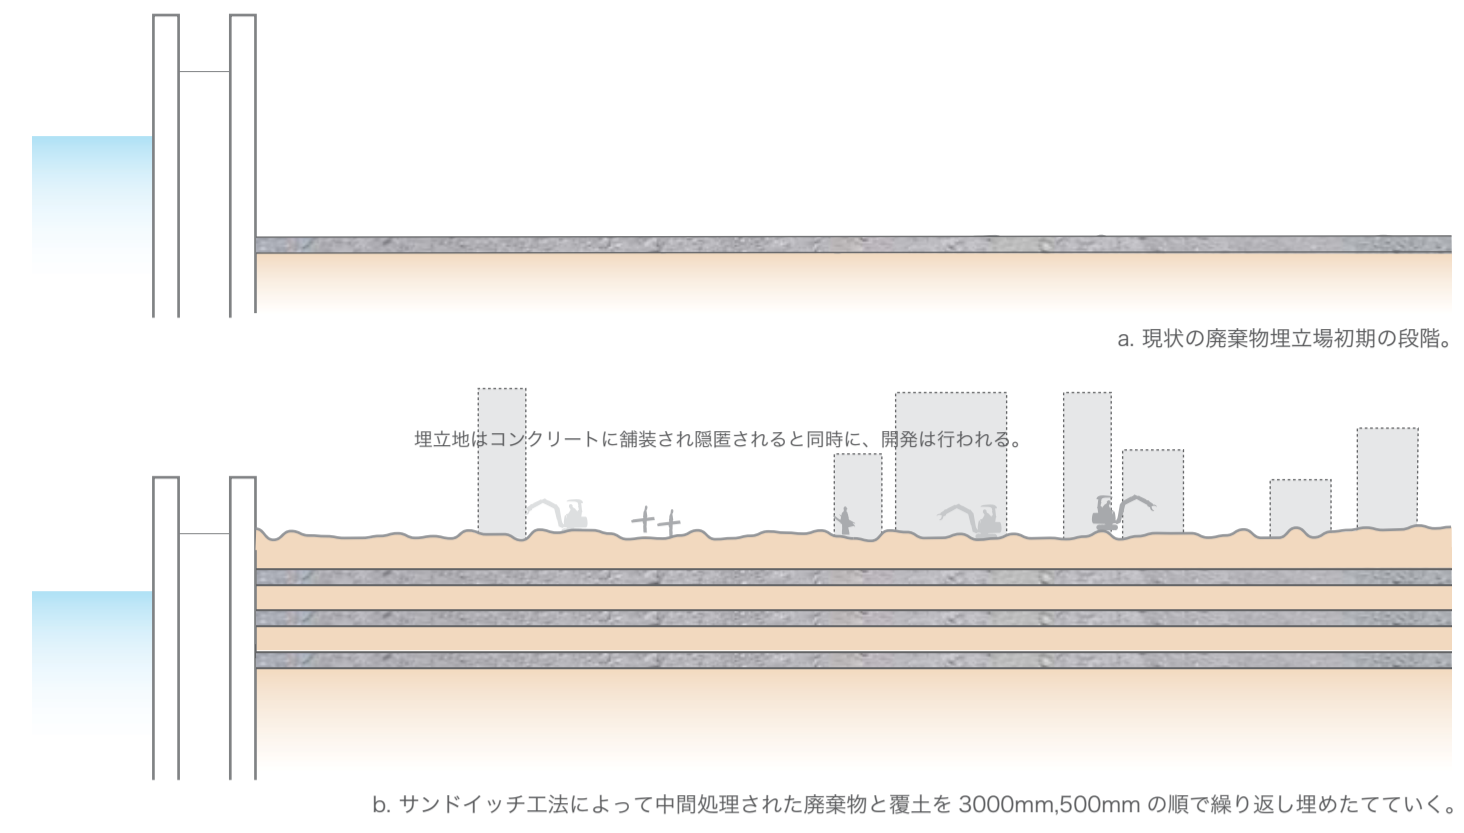 a. 現状の廃棄物埋立場初期の段階。
埋立地はコンクリートに舗装され隠匿されると同時に、開発は行われる。
b. サンドイッチ工法によって中間処理された廃棄物と覆土を 3000mm,500mm の順で繰り返し埋めたてていく。